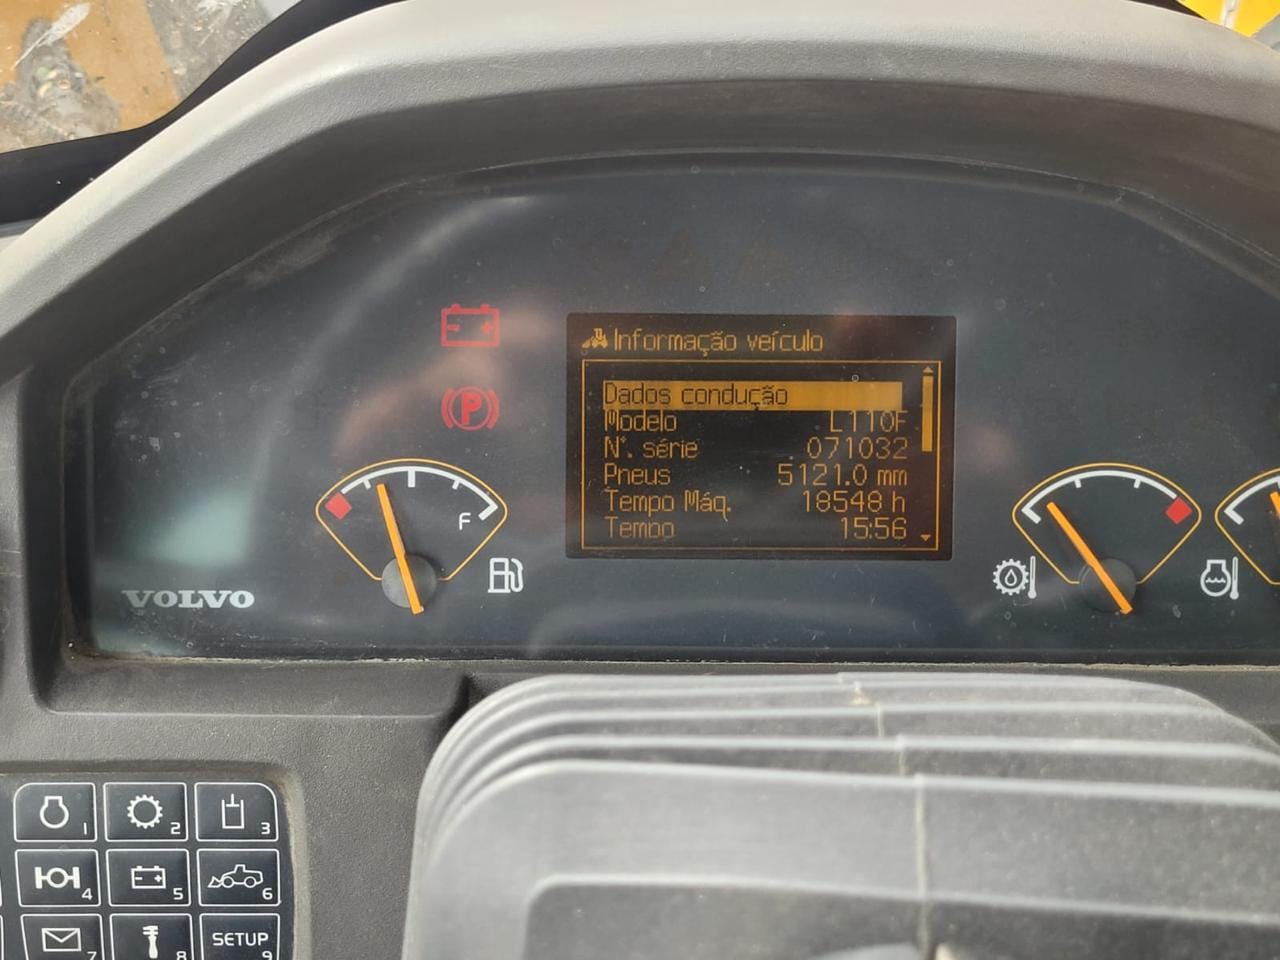 Informação veículo
Dados condução
Modelo L110F
N°. série 071032
Pneus 5121.0 mm
Tempo Máq. 18548 h
Tempo 15:56
P
F
VOLVO
1 2 3
4 5 6
7 8 SETUP 9